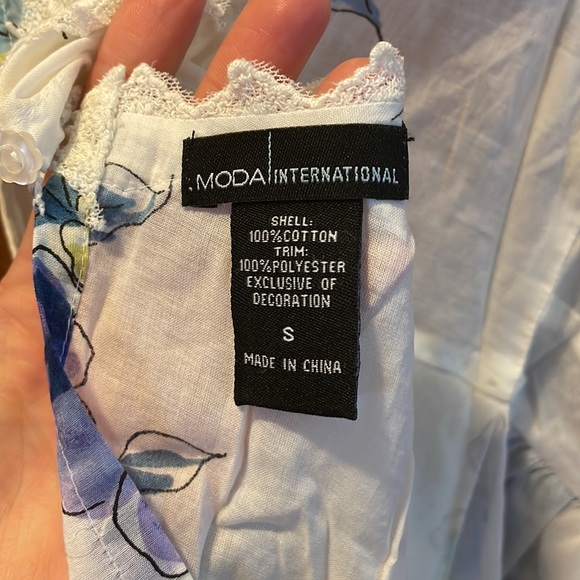 MODA INTERNATIONAL
SHELL:
100%COTTON
TRIM:
100%POLYESTER
EXCLUSIVE OF
DECORATION
S
MADE IN CHINA